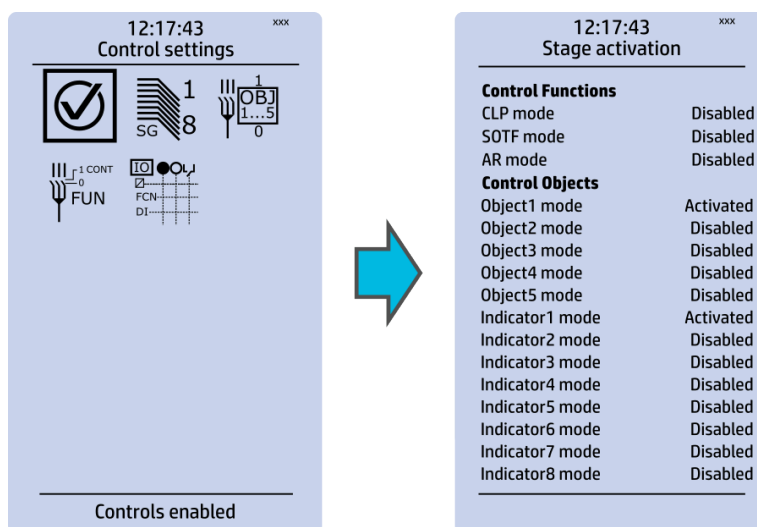 12:17:43 xxx
Control settings
SG 1
8
1
OBJ
1...5
0
1 CONT
0
FUN
IO
FCN
DI
Controls enabled
12:17:43 xxx
Stage activation
Control Functions
CLP mode Disabled
SOTF mode Disabled
AR mode Disabled
Control Objects
Object1 mode Activated
Object2 mode Disabled
Object3 mode Disabled
Object4 mode Disabled
Object5 mode Disabled
Indicator1 mode Activated
Indicator2 mode Disabled
Indicator3 mode Disabled
Indicator4 mode Disabled
Indicator5 mode Disabled
Indicator6 mode Disabled
Indicator7 mode Disabled
Indicator8 mode Disabled